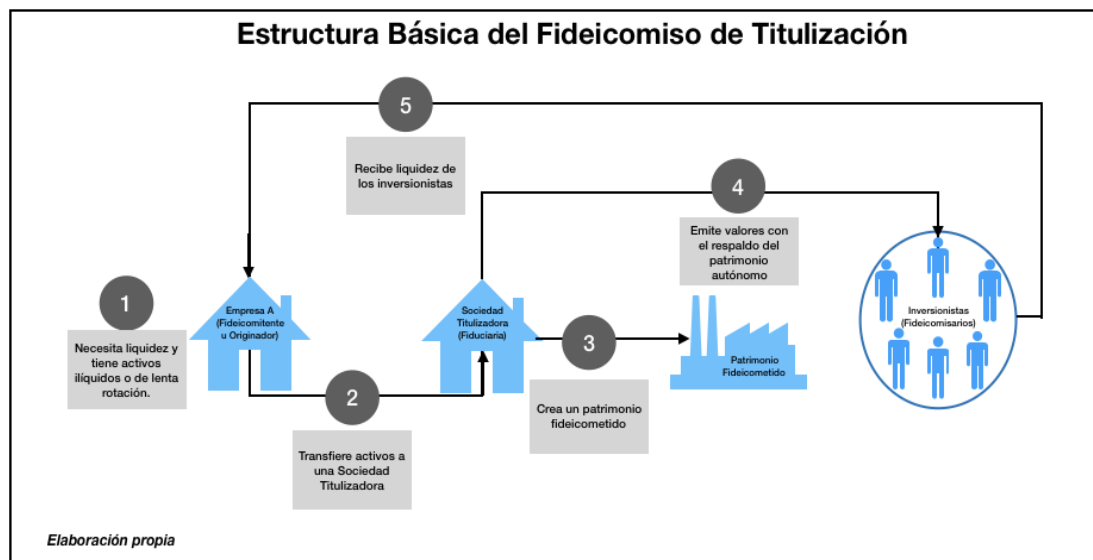 Estructura Básica del Fideicomiso de Titulización
5
Recibe liquidez de
los inversionistas
4
Emite valores con
el respaldo del
patrimonio
autónomo
1
Necesita liquidez y
tiene activos
ilíquidos o de lenta
rotación.
Empresa A
(Fideicomitente
u Originador)
2
Transfiere activos a
una Sociedad
Titulizadora
Sociedad
Titulizadora
(Fiduciaria)
3
Crea un patrimonio
fideicometido
Patrimonio
Fideicometido
Inversionistas
(Fideicomisarios)
Elaboración propia